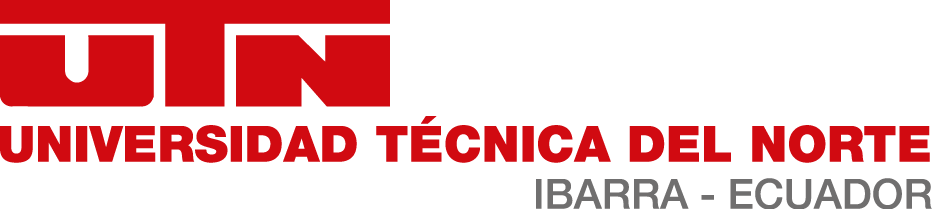 UTN
UNIVERSIDAD TÉCNICA DEL NORTE
IBARRA - ECUADOR